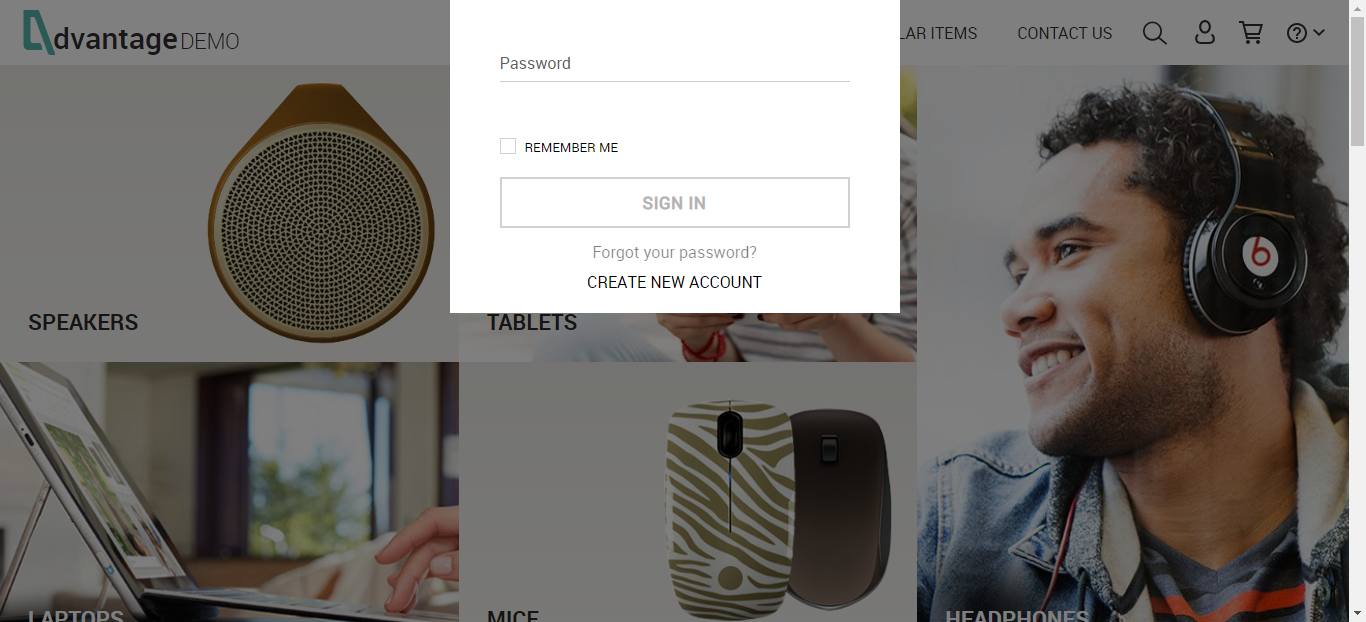 dvantage DEMO
LAR ITEMS
CONTACT US
Password
REMEMBER ME
SIGN IN
Forgot your password?
CREATE NEW ACCOUNT
SPEAKERS
TABLETS
LAPTOPS
MICE
HEADPHONES